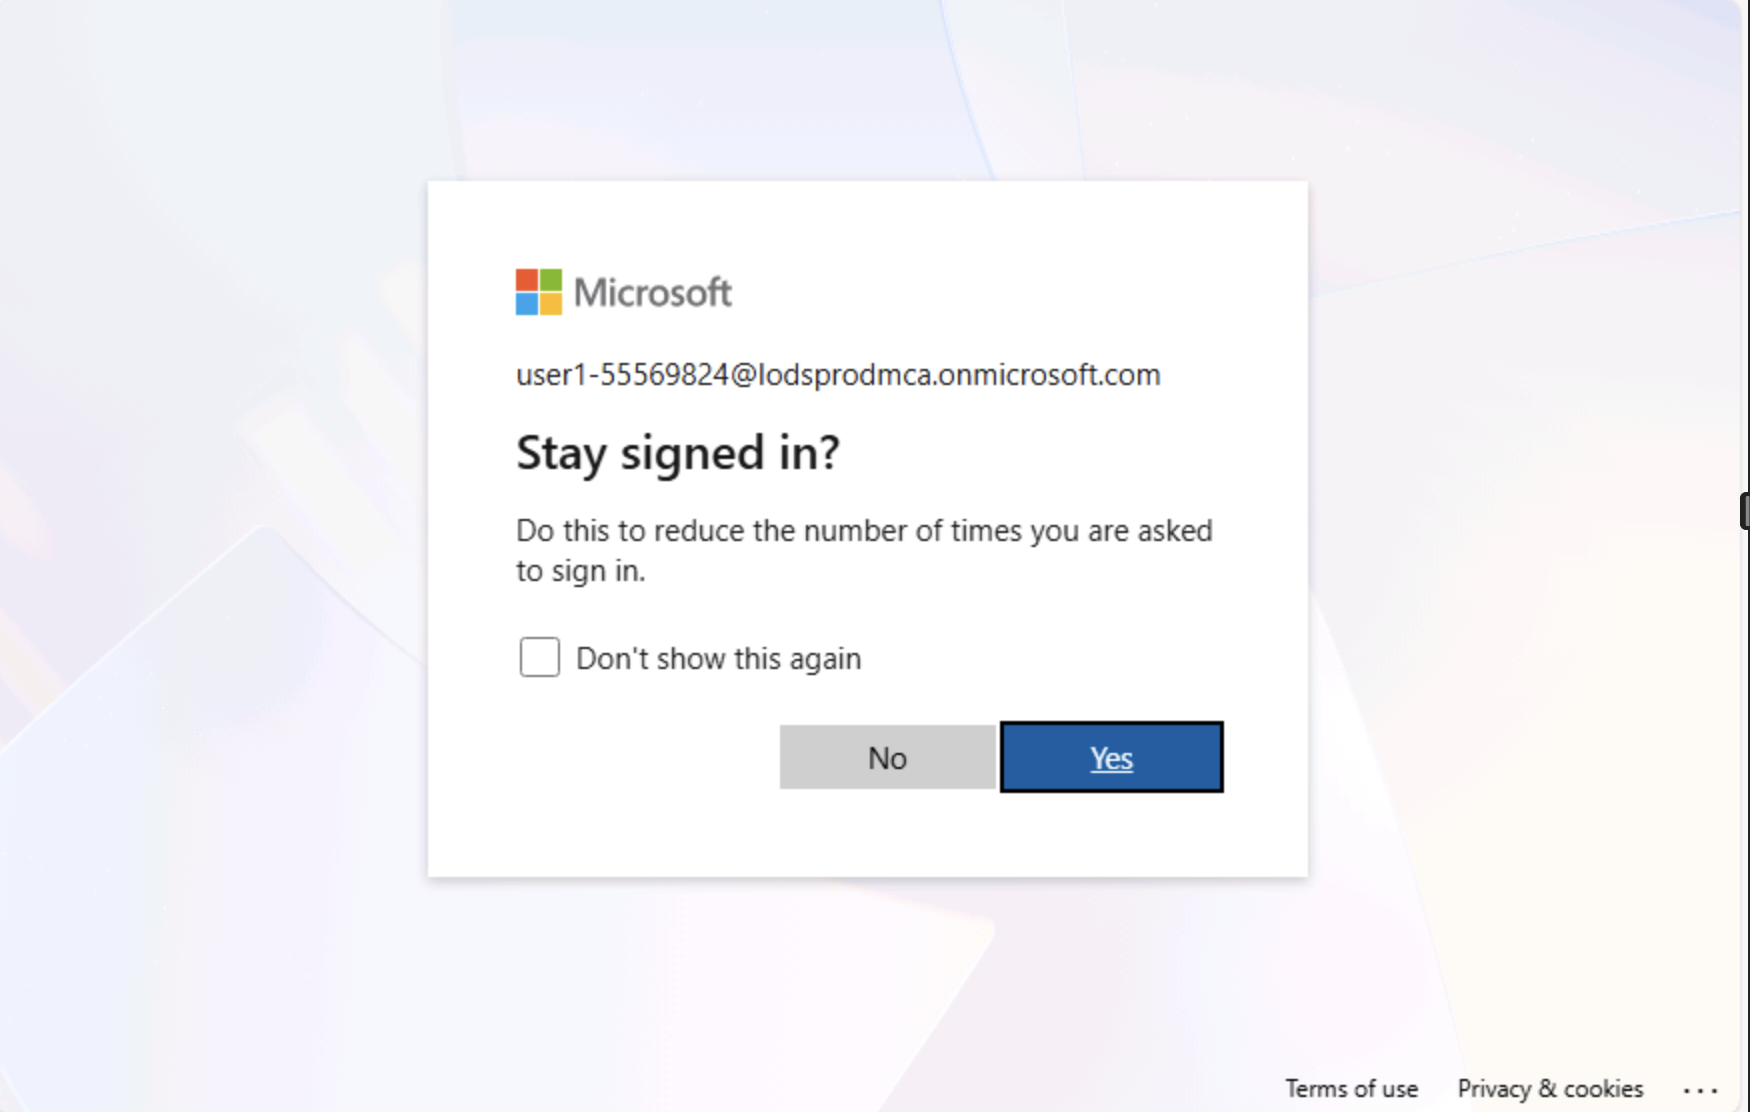 Microsoft
user1-55569824@lodsprodmca.onmicrosoft.com
Stay signed in?
Do this to reduce the number of times you are asked
to sign in.
Don't show this again
No Yes
Terms of use Privacy & cookies ...